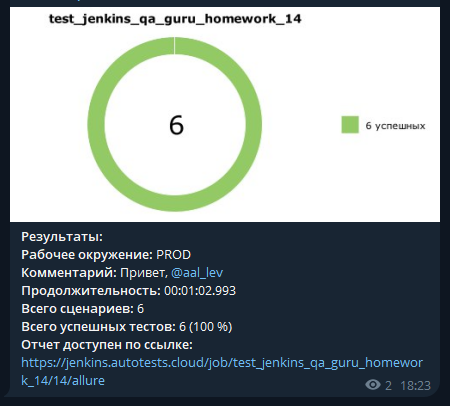 test_jenkins_qa_guru_homework_14
6
6 успешных
Результаты:
Рабочее окружение: PROD
Комментарий: Привет, @aal_lev
Продолжительность: 00:01:02.993
Всего сценариев: 6
Всего успешных тестов: 6 (100 %)
Отчет доступен по ссылке:
https://jenkins.autotests.cloud/job/test_jenkins_qa_guru_homewor
k_14/14/allure
2 18:23